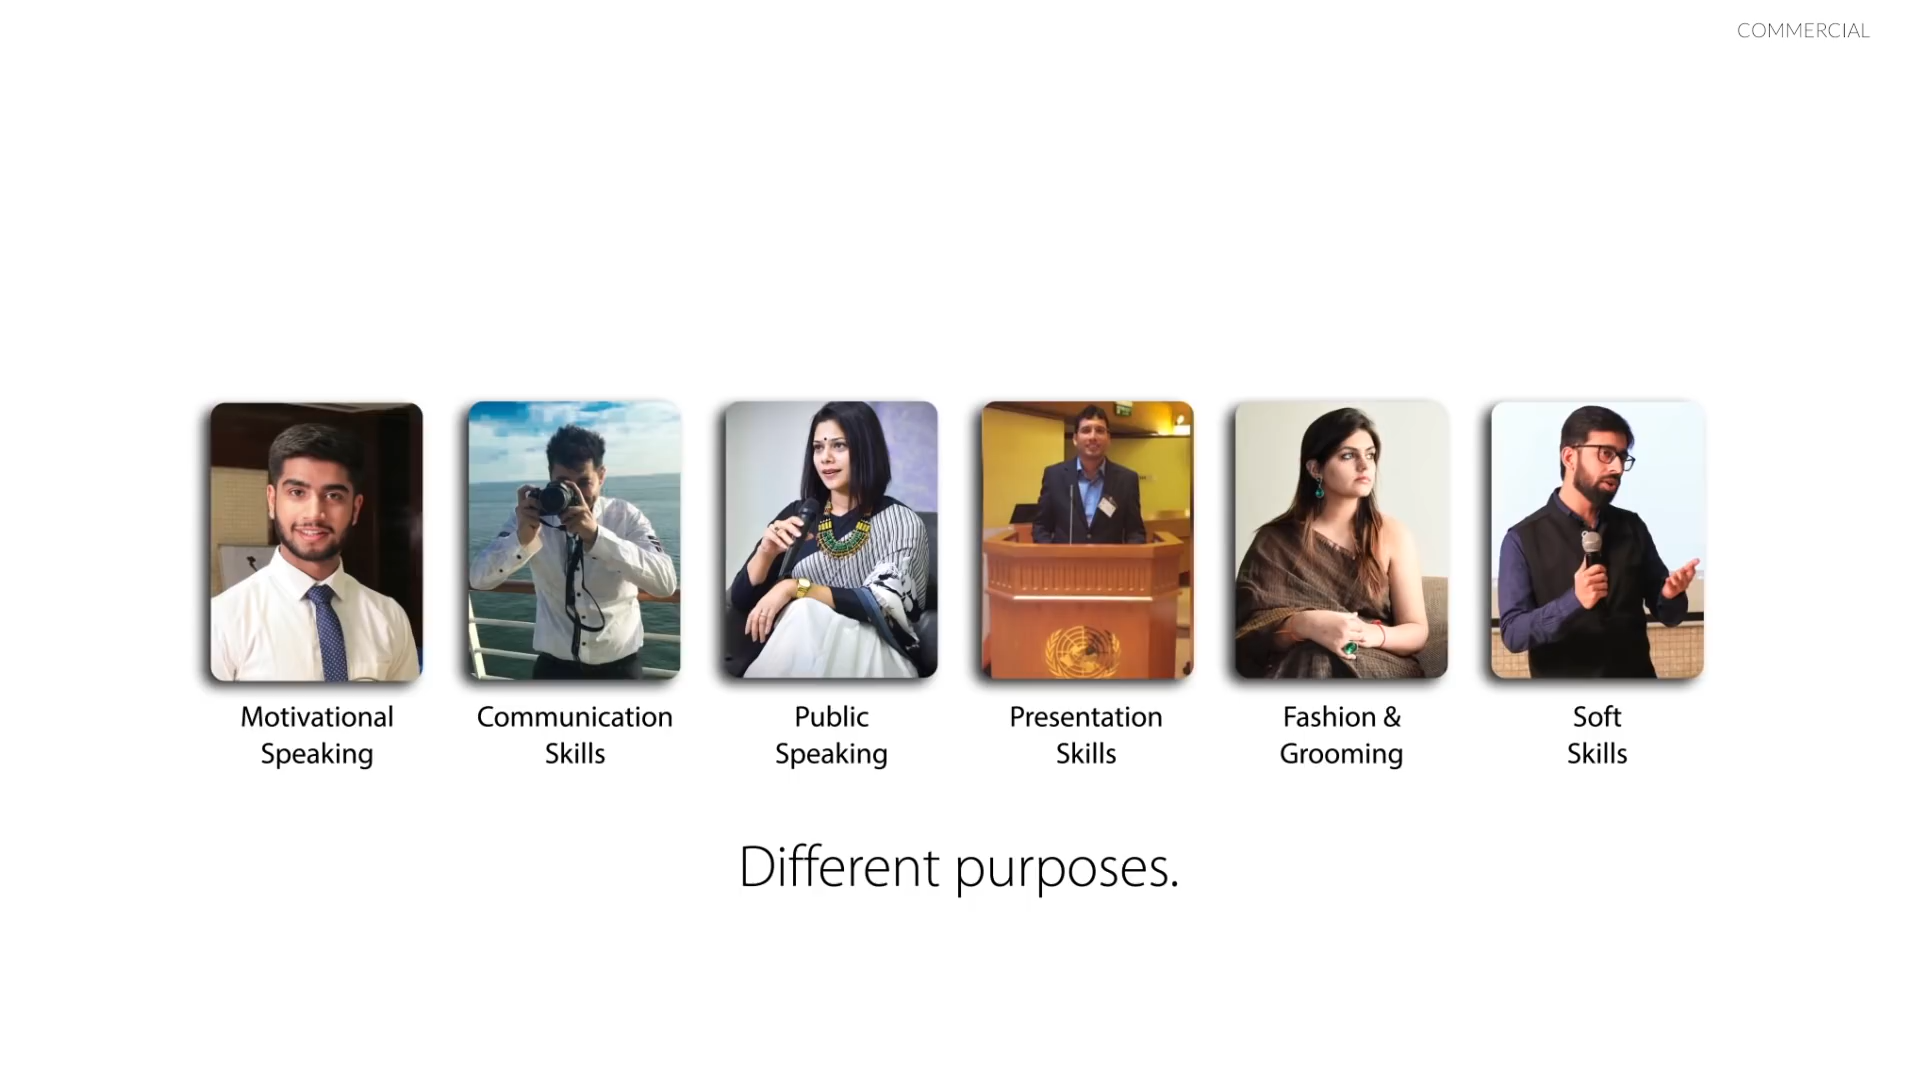 COMMERCIAL
Motivational
Speaking
Communication
Skills
Public
Speaking
Presentation
Skills
Fashion &
Grooming
Soft
Skills
Different purposes.